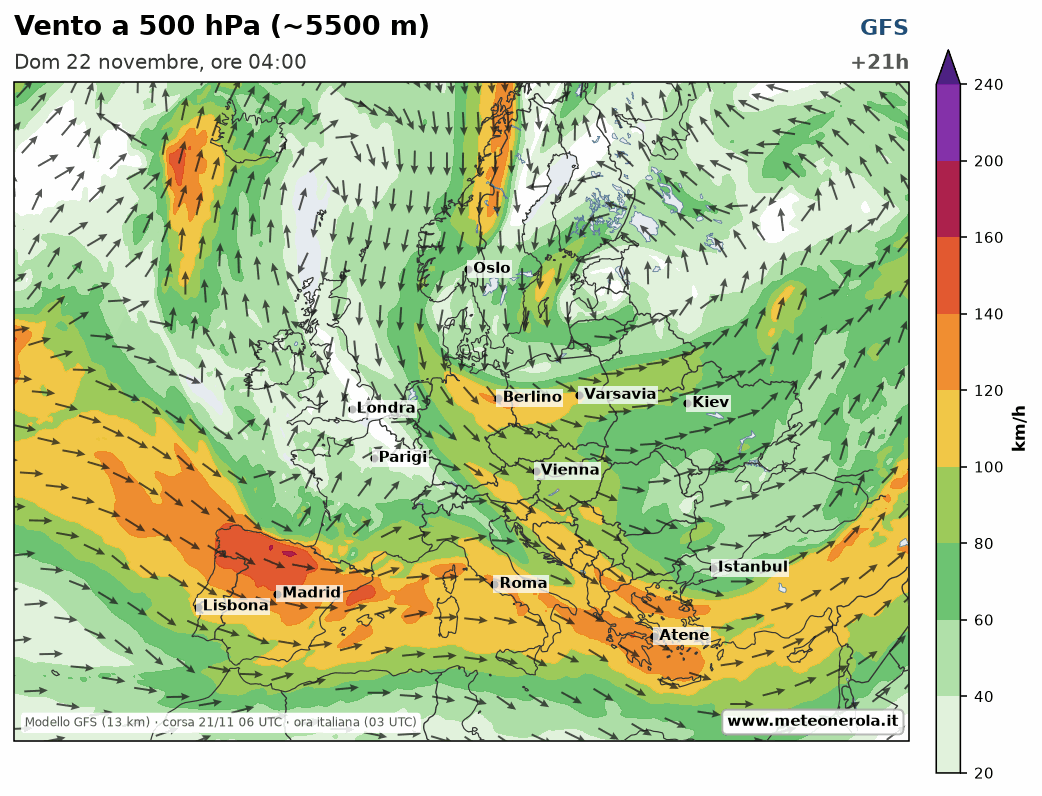 Vento a 500 hPa (~5500 m)
GFS
Dom 22 novembre, ore 04:00
+21h
240
200
160
140
120
100
80
60
40
20
km/h
Oslo
Londra
Berlino
Varsavia
Kiev
Parigi
Vienna
Istanbul
Roma
Madrid
Lisbona
Atene
Modello GFS (13 km) · corsa 21/11 06 UTC · ora italiana (03 UTC)
www.meteonerola.it